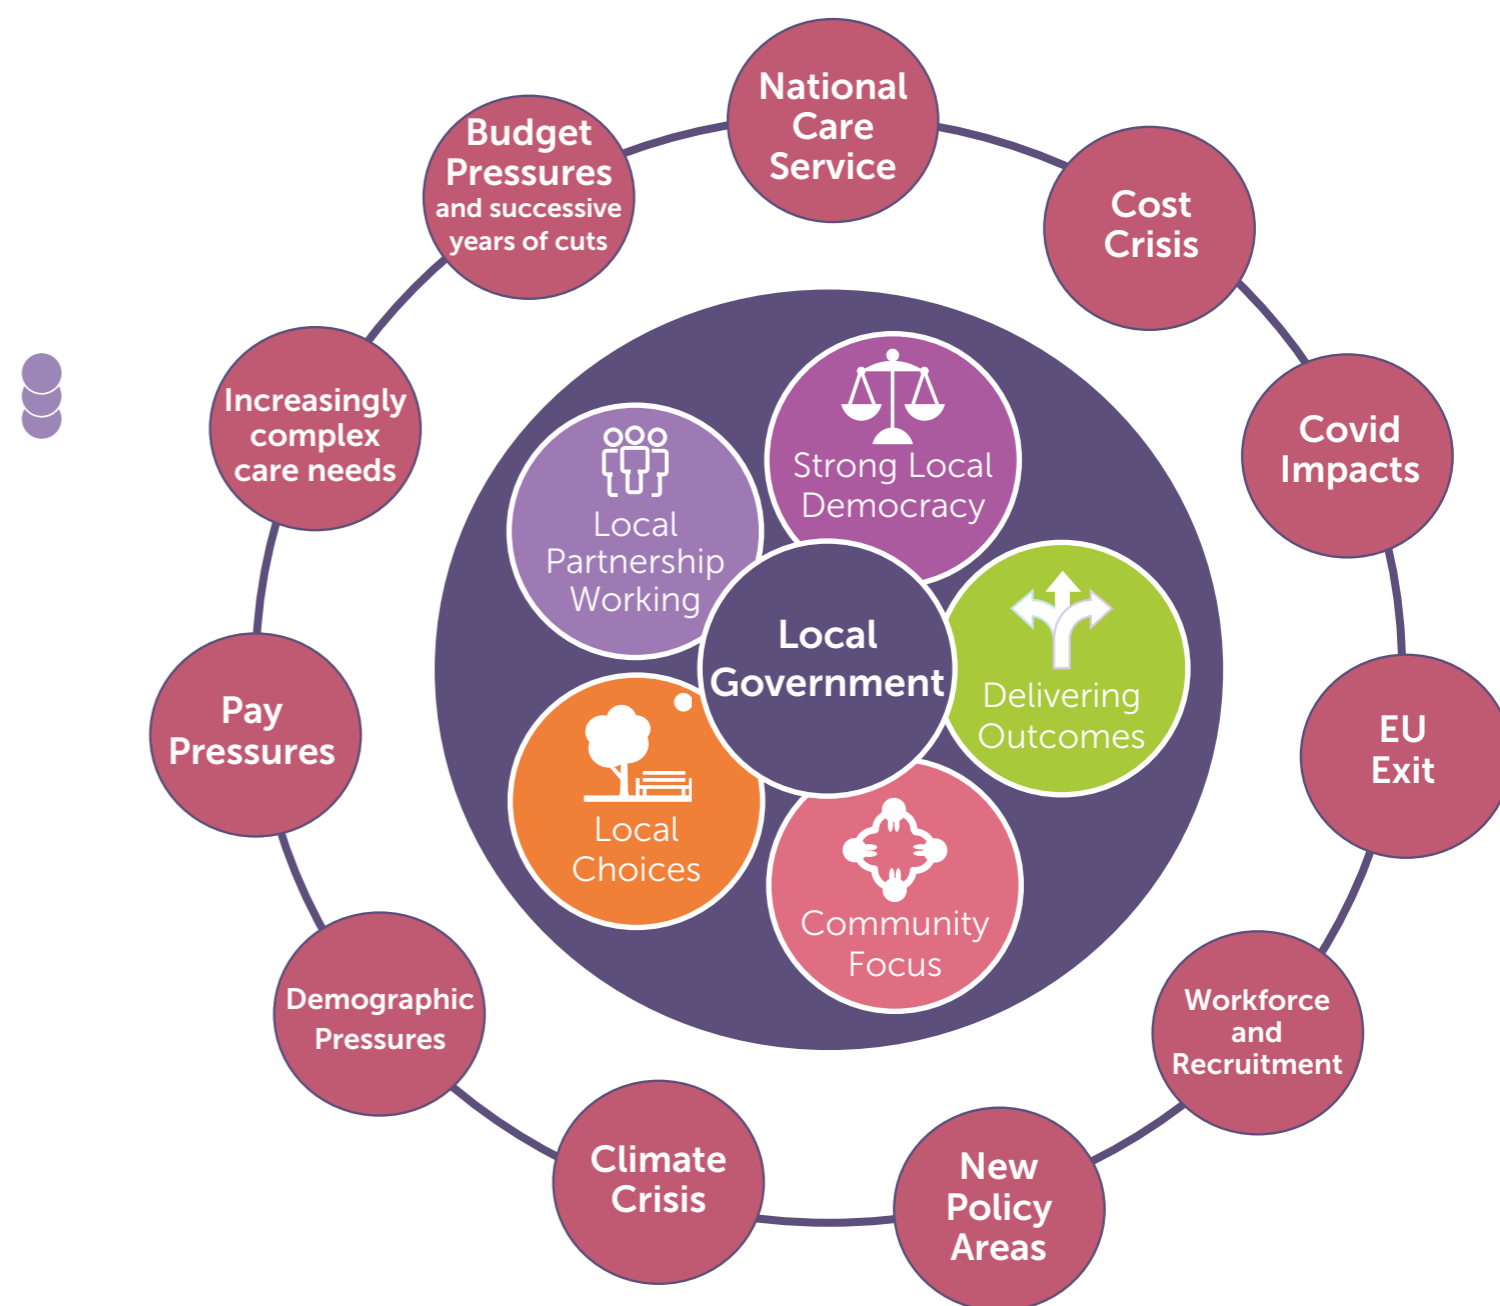 National
Care
Service
Cost
Crisis
Covid
Impacts
EU
Exit
Workforce
and
Recruitment
New
Policy
Areas
Climate
Crisis
Demographic
Pressures
Pay
Pressures
Increasingly
complex
care needs
Budget
Pressures
and successive
years of cuts
Strong Local
Democracy
Delivering
Outcomes
Community
Focus
Local
Choices
Local
Partnership
Working
Local
Government